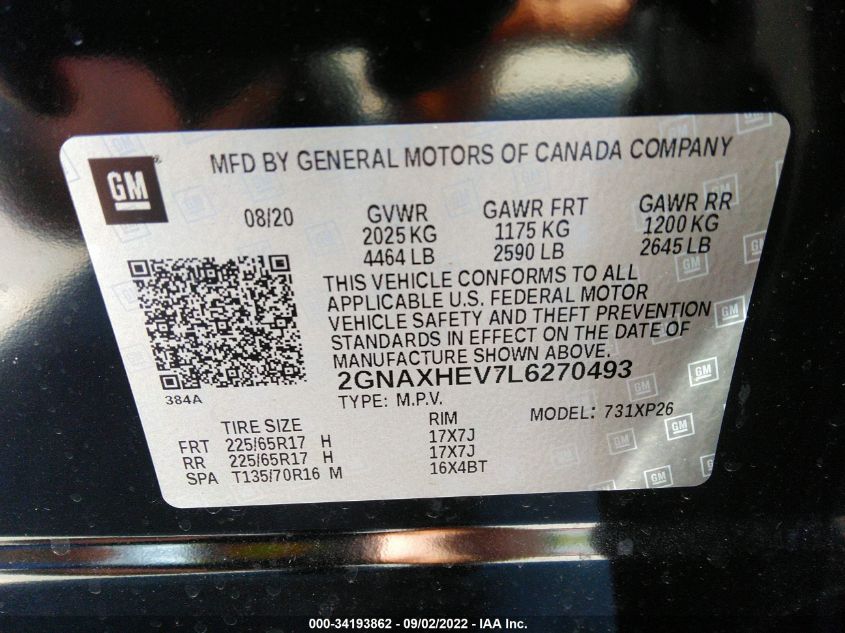 GM
MFD BY GENERAL MOTORS OF CANADA COMPANY
08/20 GVWR GAWR FRT GAWR RR
2025 KG 1175 KG 1200 KG
4464 LB 2590 LB 2645 LB
THIS VEHICLE CONFORMS TO ALL
APPLICABLE U.S. FEDERAL MOTOR
VEHICLE SAFETY AND THEFT PREVENTION
STANDARDS IN EFFECT ON THE DATE OF
MANUFACTURE SHOWN ABOVE.
2GNAXHEV7L6270493
384A
TYPE: M.P.V. MODEL: 731XP26
TIRE SIZE RIM
FRT 225/65R17 H 17X7J
RR 225/65R17 H 17X7J
SPA T135/70R16 M 16X4BT
000-34193862 - 09/02/2022 - IAAI.com